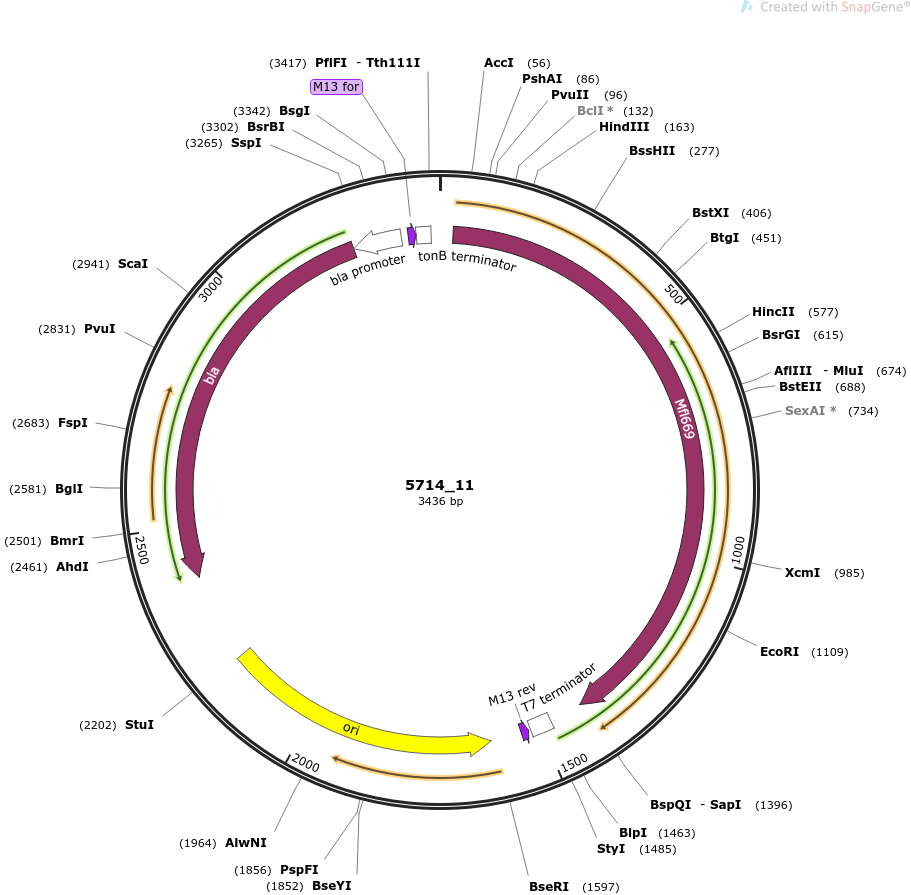 Created with SnapGene®
(3417) PflFI - Tth111I
M13 for
(3342) BsgI
(3302) BsrBI
(3265) SspI
AccI (56)
PshAI (86)
PvuII (96)
BclI * (132)
HindIII (163)
BssHII (277)
BstXI (406)
BtgI (451)
HincII (577)
BsrGI (615)
AflIII - MluI (674)
BstEII (688)
SexAI * (734)
XcmI (985)
EcoRI (1109)
BspQI - SapI (1396)
BlpI (1463)
StyI (1485)
BseRI (1597)
(1852) BseYI
(1856) PspFI
(1964) AlwNI
(2202) StuI
(2461) AhdI
(2501) BmrI
(2581) BglI
(2683) FspI
(2831) PvuI
(2941) ScaI
bla promoter
tonB terminator
Mfl669
T7 terminator
M13 rev
ori
bla
500
1000
1500
2000
2500
3000
5714_11
3436 bp